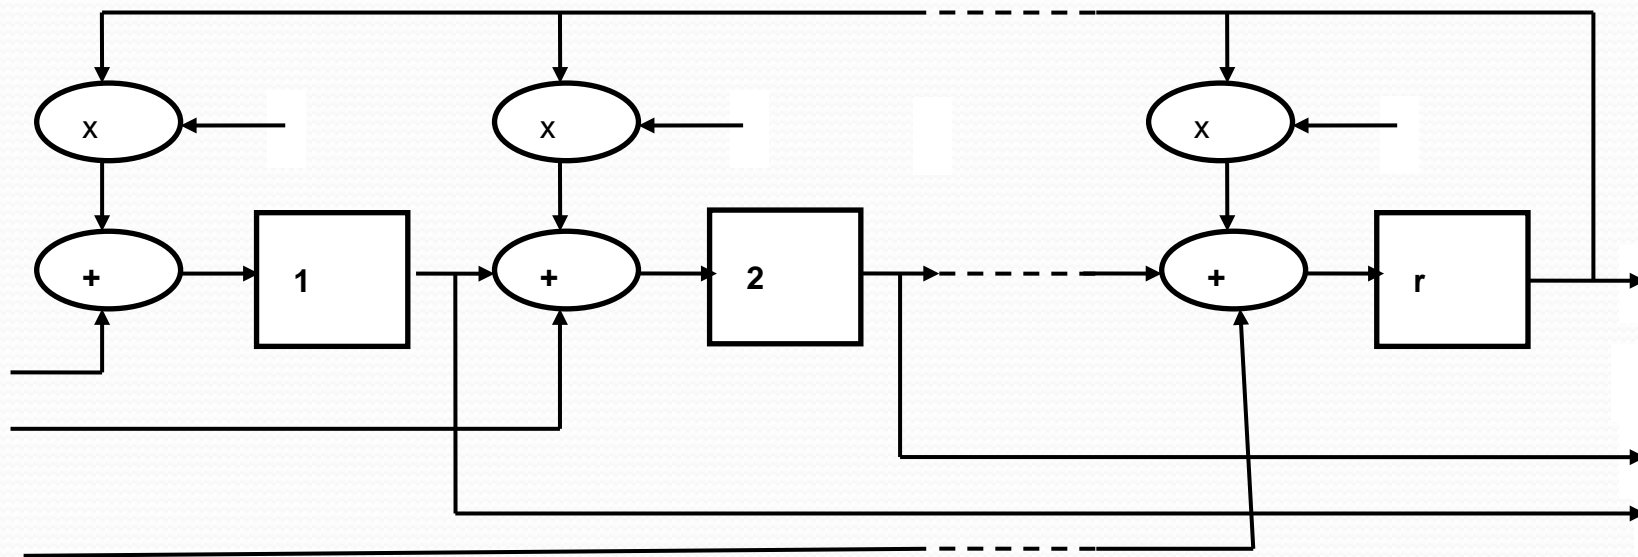 x x x
+ 1 + 2 + r